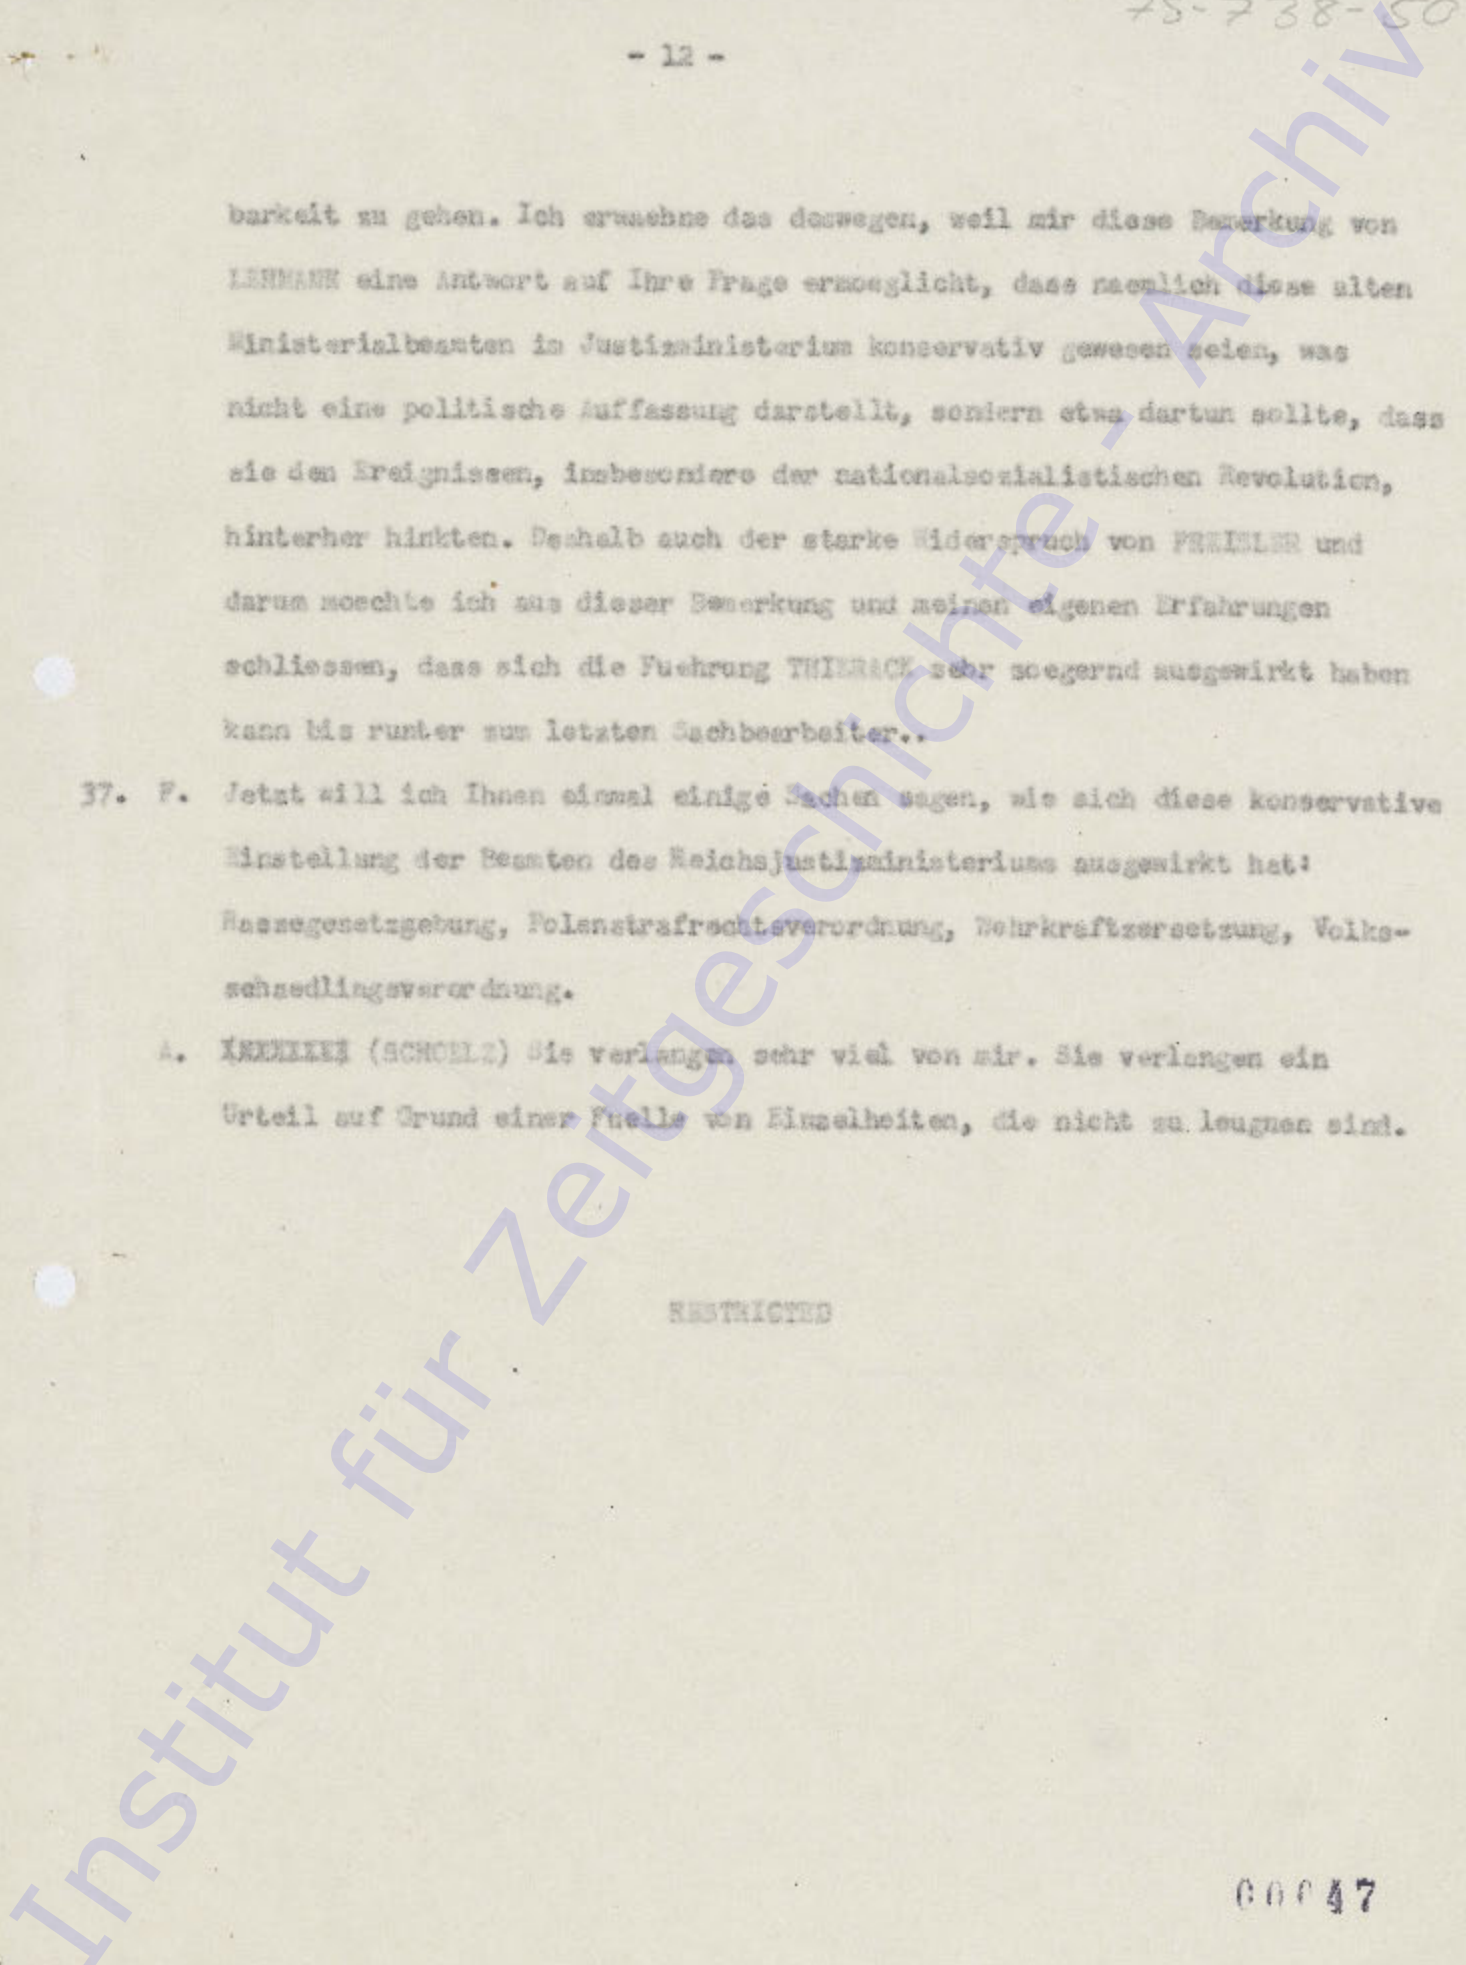 75-738-50
- 12 -
barkeit zu gehen. Ich erwaehne das deswegen, weil mir diese Bemerkung von
LEHMANN eine Antwort auf Ihre Frage ermoeglicht, dass naemlich diese alten
Ministerialbeamten im Justizministerium konservativ gewesen seien, was
nicht eine politische Auffassung darstellt, sondern etwa dartun sollte, dass
sie den Ereignissen, insbesondere der nationalsozialistischen Revolution,
hinterher hinkten. Deshalb auch der starke Widerspruch von FREISLER und
darum moechte ich aus dieser Bemerkung und meinen eigenen Erfahrungen
schliessen, dass sich die Fuehrung THIERACK sehr zoegernd ausgewirkt haben
kann bis runter zum letzten Sachbearbeiter..
37. F. Jetzt will ich Ihnen einmal einige Sachen sagen, wie sich diese konservative
Einstellung der Beamten des Reichsjustizministeriums ausgewirkt hat:
Rassegesetzgebung, Polenstrafrechtsverordnung, Wehrkraftzersetzung, Volks-
schaedlingsverordnung.
A. (SCHOELZ) Sie verlangen sehr viel von mir. Sie verlangen ein
Urteil auf Grund einer Fuelle von Einzelheiten, die nicht zu leugnen sind.
RESTRICTED
00047
Institut für Zeitgeschichte - Archiv